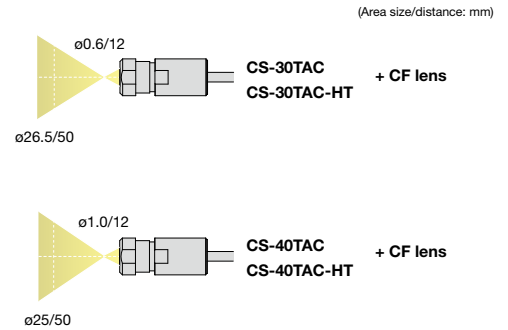 (Area size/distance: mm)
ø0.6/12
CS-30TAC
CS-30TAC-HT
+ CF lens
ø26.5/50
ø1.0/12
CS-40TAC
CS-40TAC-HT
+ CF lens
ø25/50